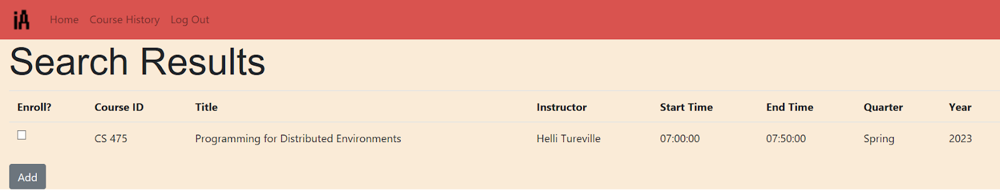 iA Home Course History Log Out
Search Results
Enroll? Course ID Title Instructor Start Time End Time Quarter Year
CS 475 Programming for Distributed Environments Helli Tureville 07:00:00 07:50:00 Spring 2023
Add